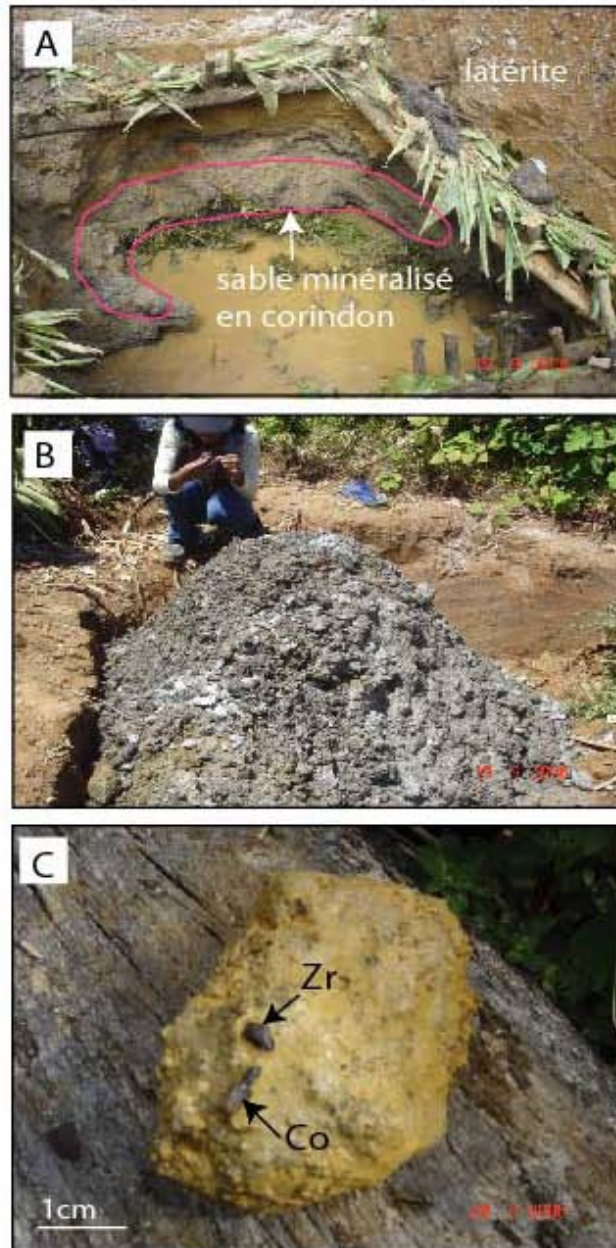 A
latérite
sable minéralisé
en corindon
B
C
Zr
Co
1cm